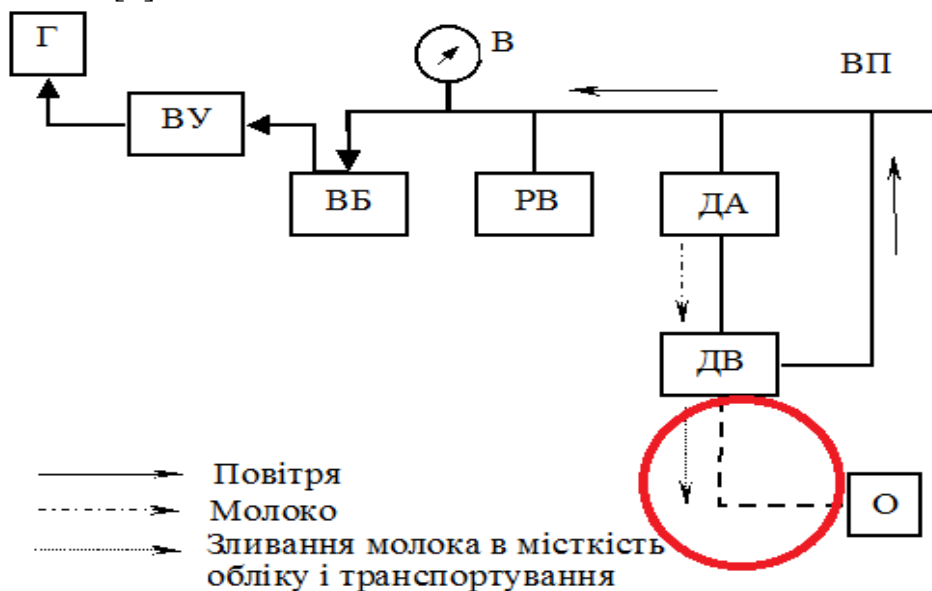 Г
В
ВП
ВУ
ВБ
РВ
ДА
ДВ
О
Повітря
Молоко
Зливання молока в місткість
обліку і транспортування